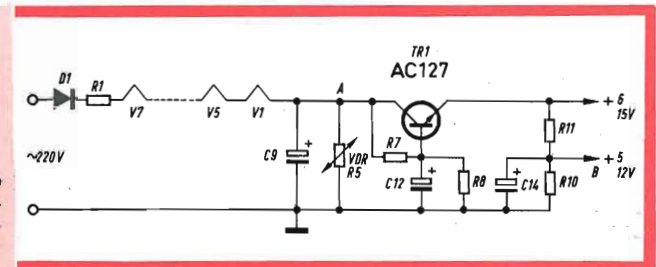 TR1
AC127
D1
R1
V7
V5
V1
A
+ 6
15V
R11
~220V
C9
+
VDR
R5
R7
+
C12
R8
+
C14
R10
+ 5
B
12V